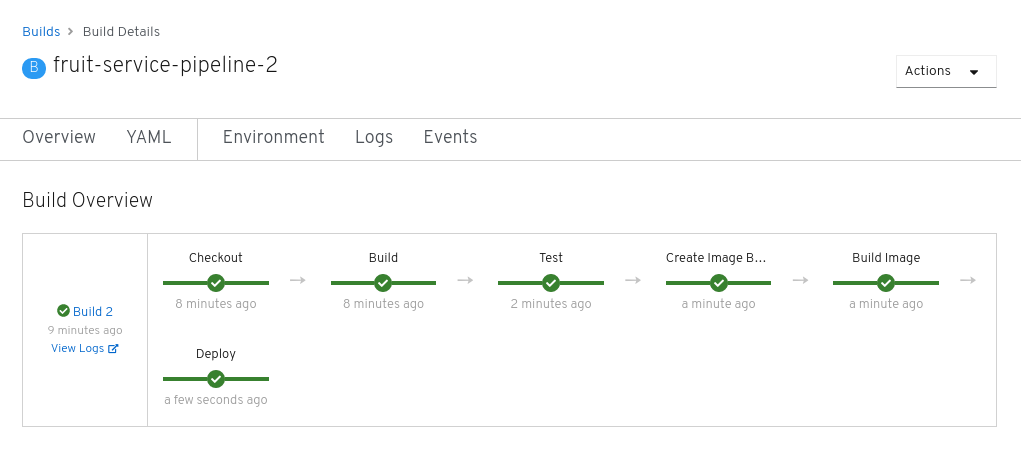 Builds > Build Details
B fruit-service-pipeline-2
Actions
Overview YAML Environment Logs Events
Build Overview
Checkout → Build → Test → Create Image B... → Build Image →
8 minutes ago 8 minutes ago 2 minutes ago a minute ago a minute ago
Build 2
9 minutes ago
View Logs
Deploy
a few seconds ago